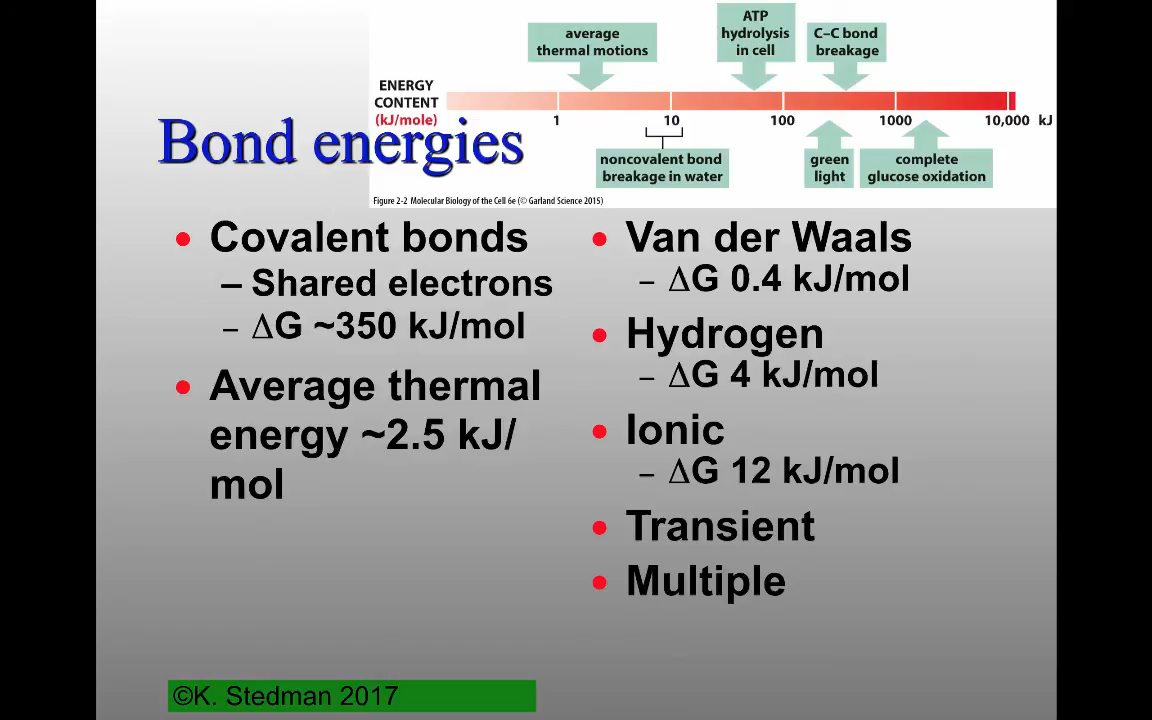 average
thermal motions
ATP
hydrolysis
in cell
C–C bond
breakage
ENERGY
CONTENT
(kJ/mole)
1
10
100
1000
10,000 kJ
noncovalent bond
breakage in water
green
light
complete
glucose oxidation
Figure 2-2 Molecular Biology of the Cell 6e (© Garland Science 2015)
Bond energies
• Covalent bonds
– Shared electrons
– ΔG ~350 kJ/mol
• Average thermal
energy ~2.5 kJ/
mol
• Van der Waals
– ΔG 0.4 kJ/mol
• Hydrogen
– ΔG 4 kJ/mol
• Ionic
– ΔG 12 kJ/mol
• Transient
• Multiple
©K. Stedman 2017